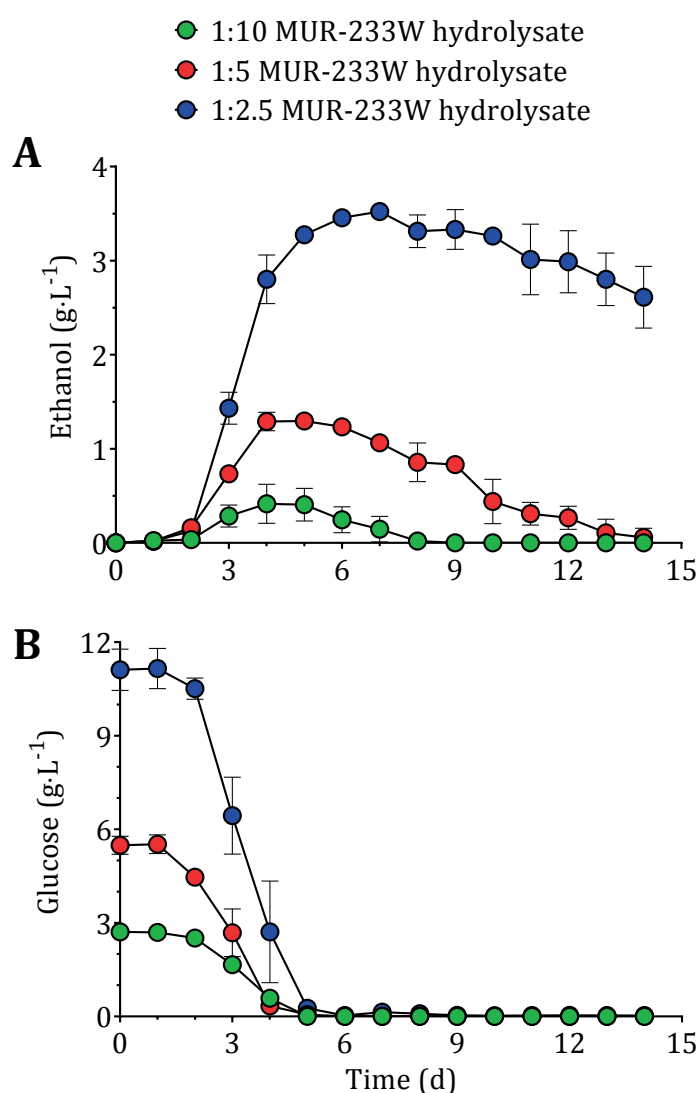 1:10 MUR-233W hydrolysate
1:5 MUR-233W hydrolysate
1:2.5 MUR-233W hydrolysate
A
4
3
2
1
0
Ethanol (g·L⁻¹)
0 3 6 9 12 15
B
12
9
6
3
0
Glucose (g·L⁻¹)
0 3 6 9 12 15
Time (d)